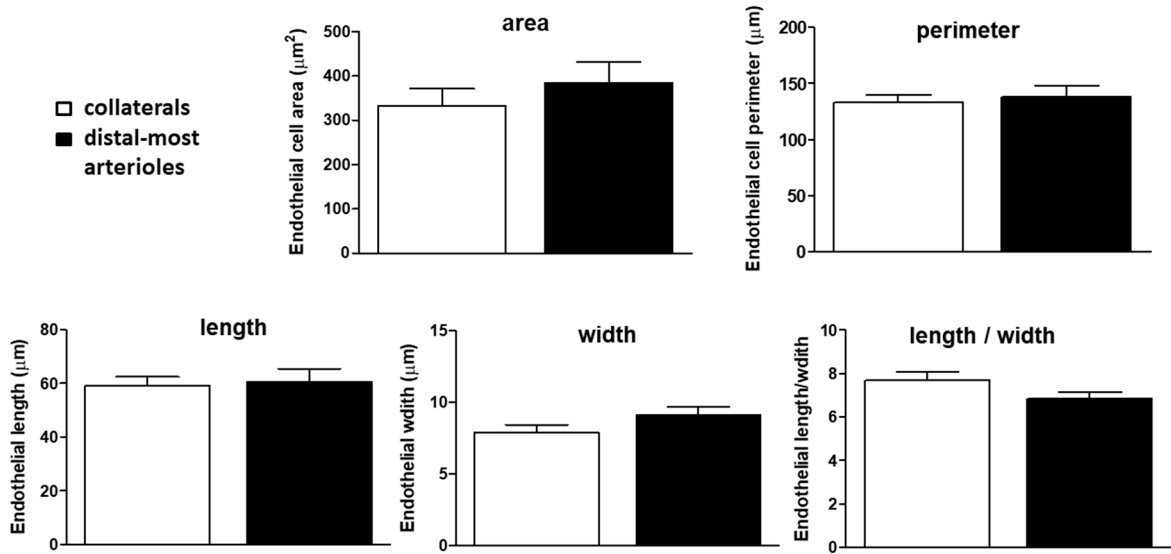 area
Endothelial cell area (μm²)
500
400
300
200
100
0
perimeter
Endothelial cell perimeter (μm)
200
150
100
50
0
collaterals
distal-most
arterioles
length
Endothelial length (μm)
80
60
40
20
0
width
Endothelial wdith (μm)
15
10
5
0
length / width
Endothelial length/wdith
10
8
6
4
2
0